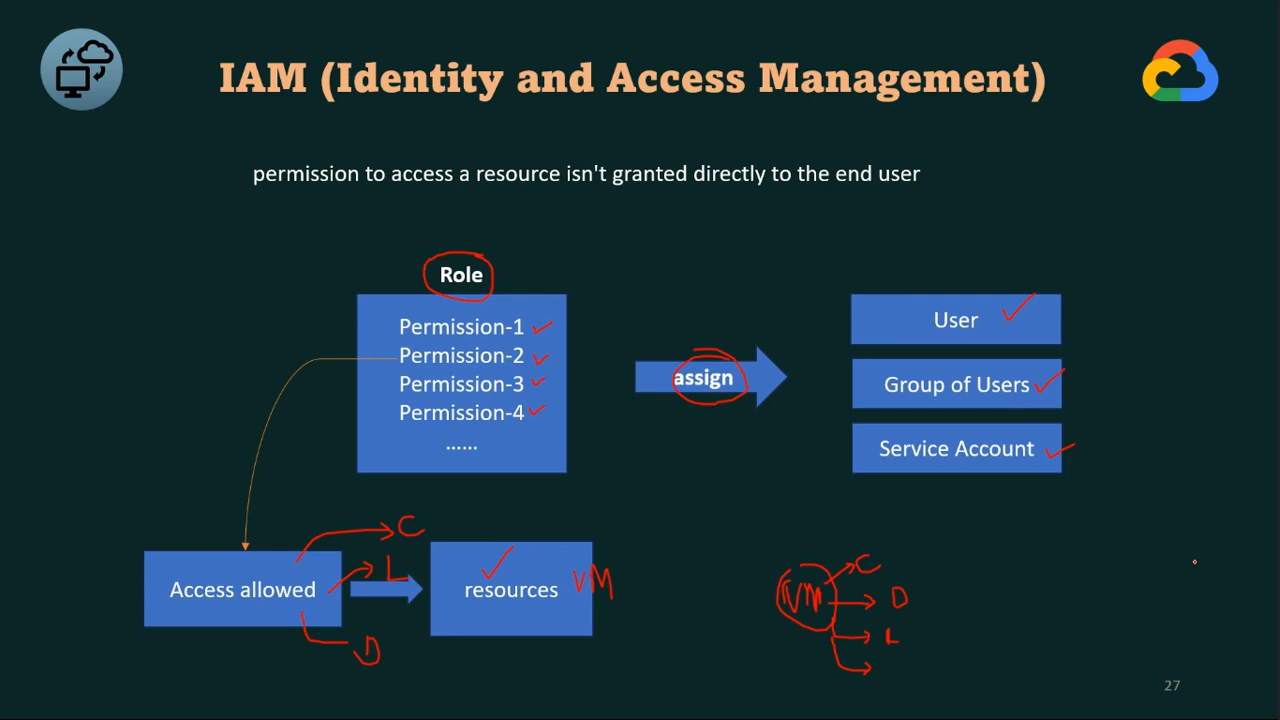 IAM (Identity and Access Management)
permission to access a resource isn't granted directly to the end user
Role
Permission-1
Permission-2
Permission-3
Permission-4
......
assign
User
Group of Users
Service Account
Access allowed
C
L
D
resources
VM
VM
C
D
L
27